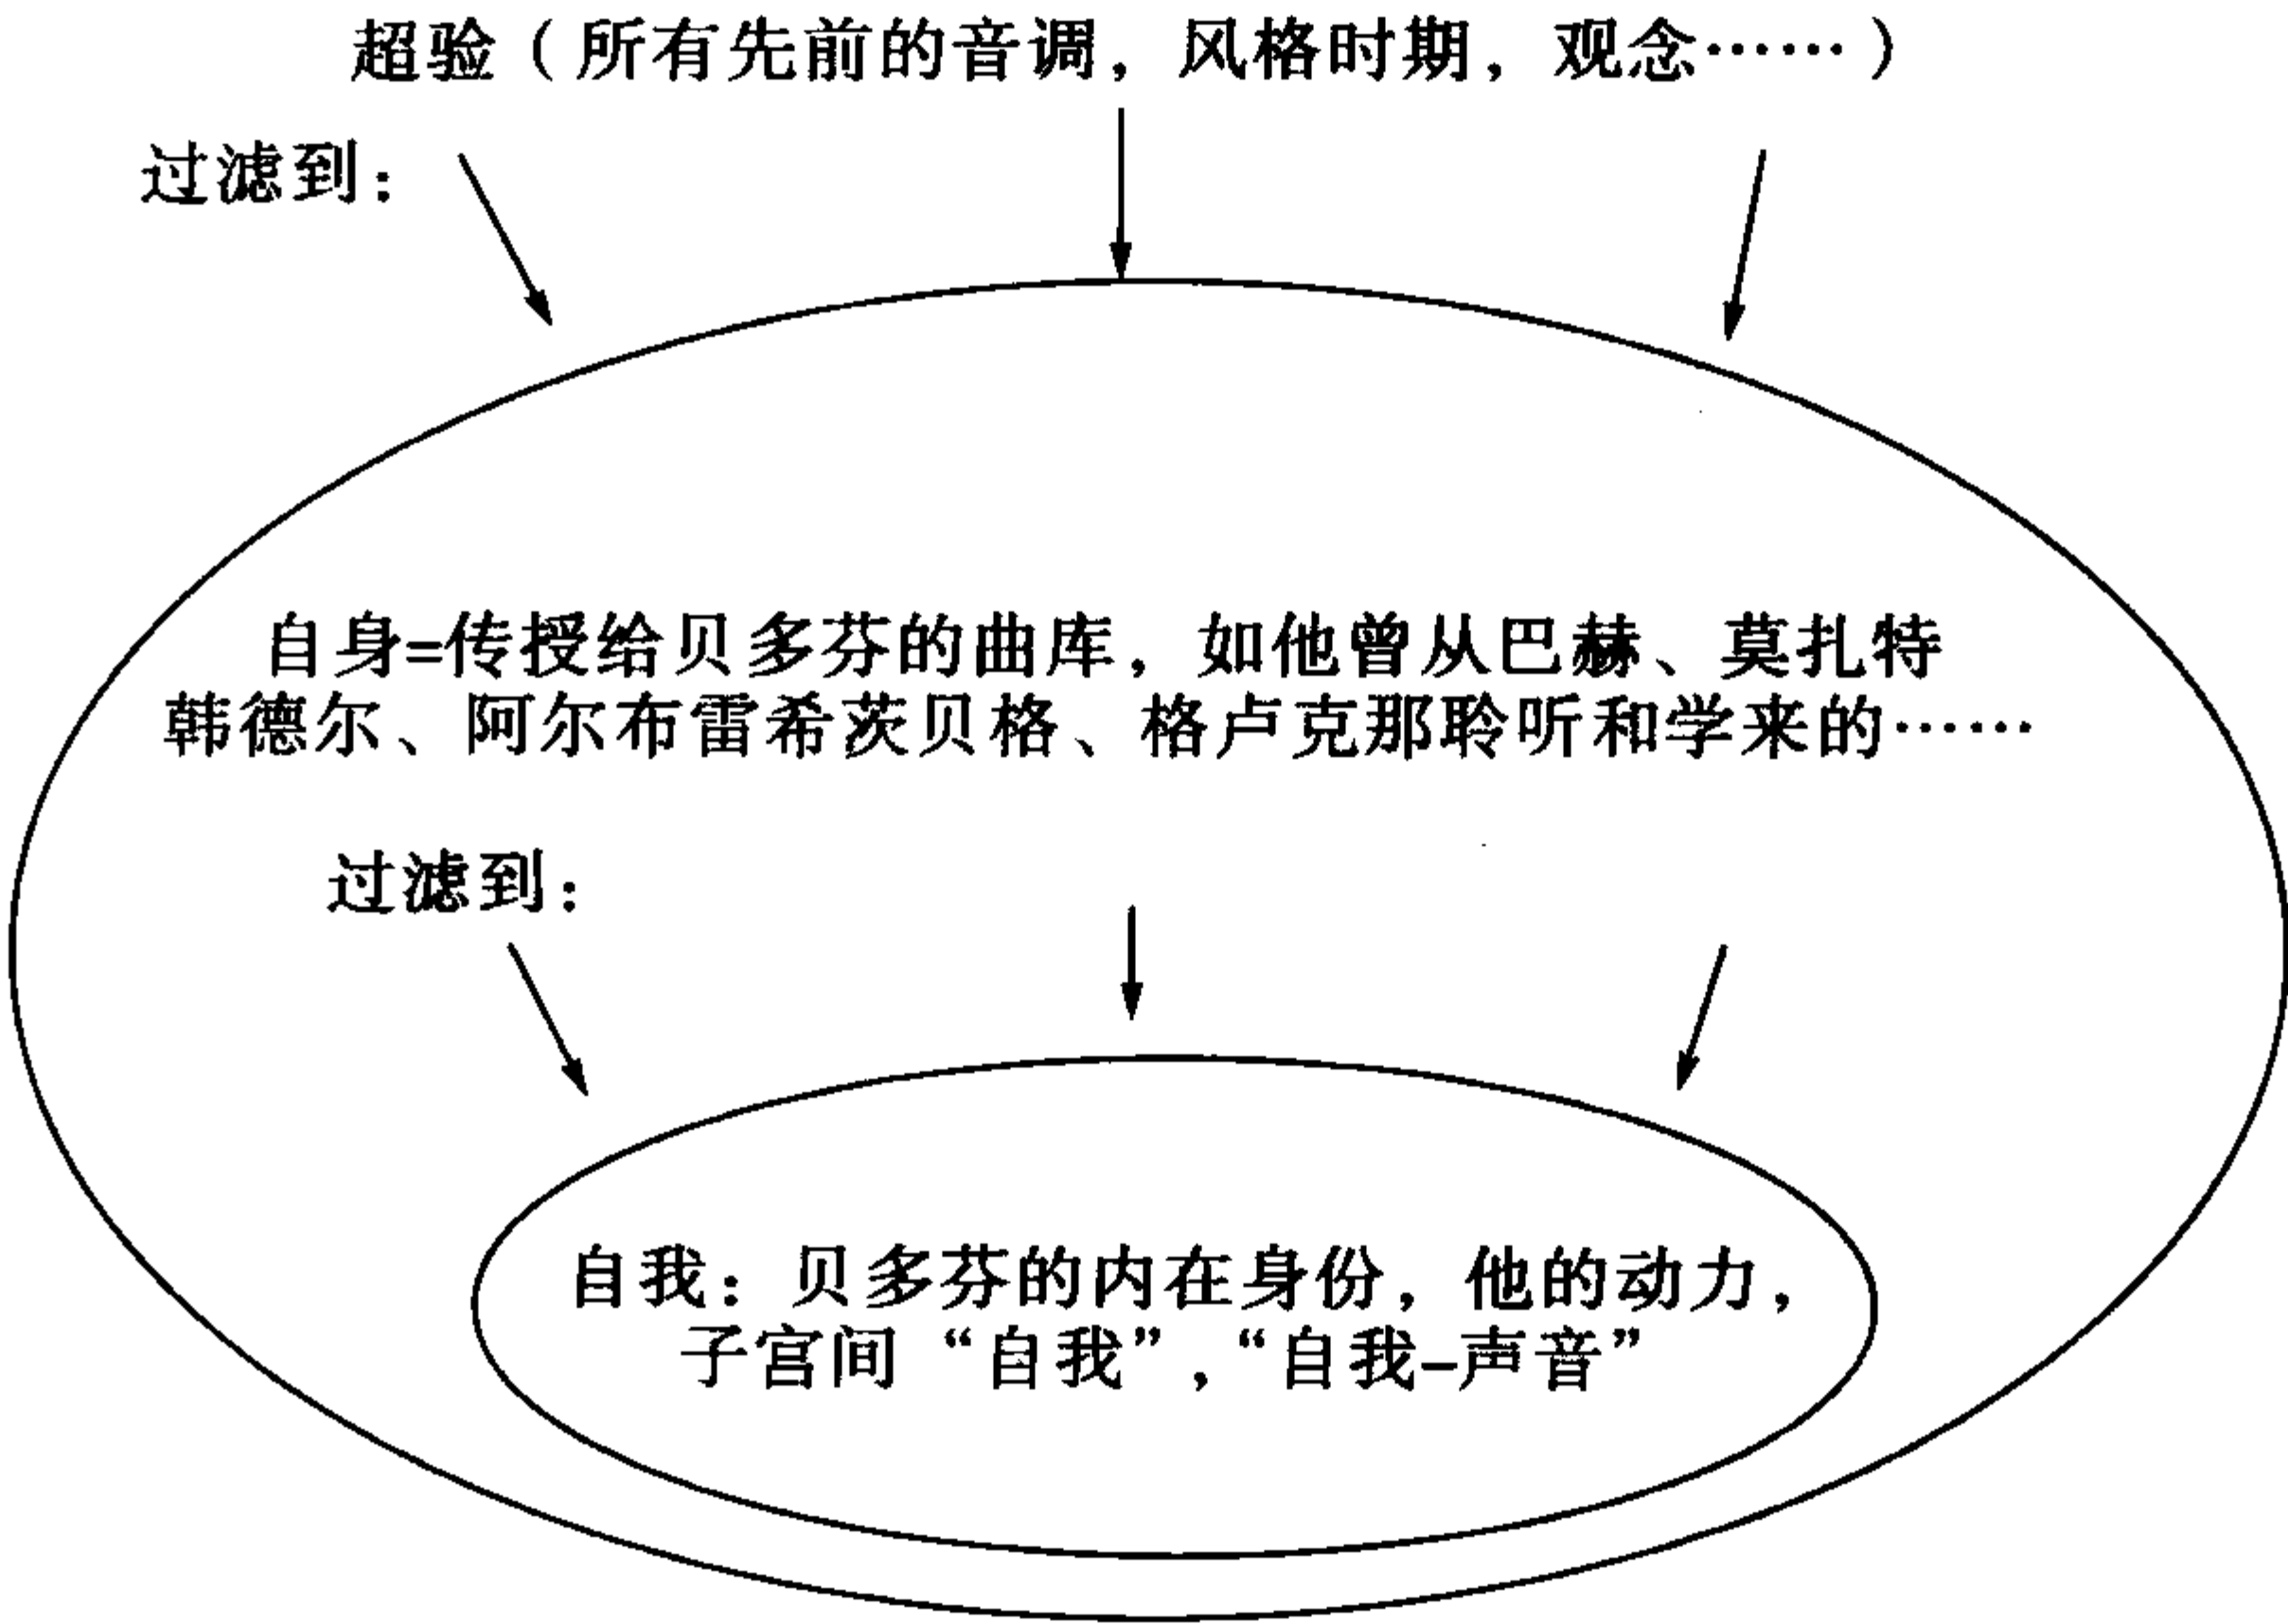 超验（所有先前的音调，风格时期，观念……）
过滤到：
自身=传授给贝多芬的曲库，如他曾从巴赫、莫扎特
韩德尔、阿尔布雷希茨贝格、格卢克那聆听和学来的……
过滤到：
自我：贝多芬的内在身份，他的动力，
子宫间“自我”，“自我–声音”